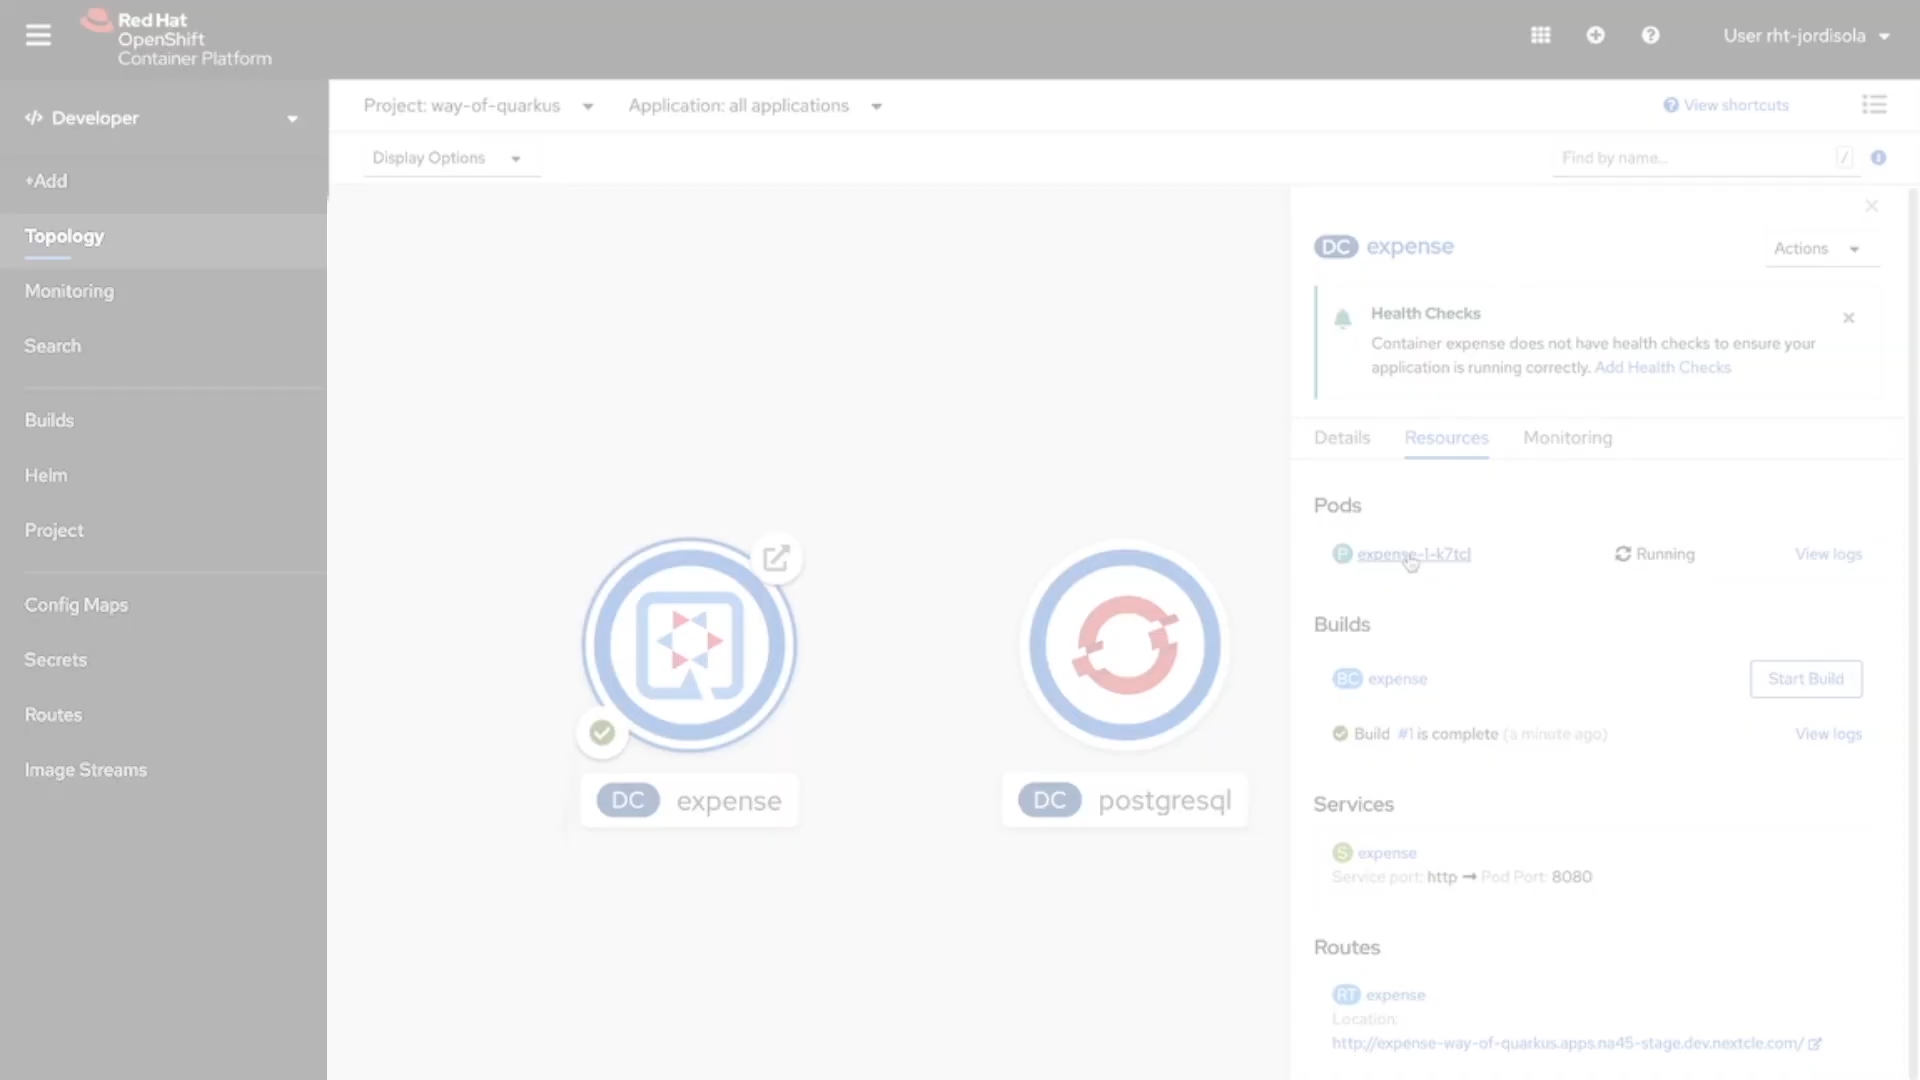 Red Hat
OpenShift
Container Platform
User rht-jordisola
Developer
+Add
Topology
Monitoring
Search
Builds
Helm
Project
Config Maps
Secrets
Routes
Image Streams
Project: way-of-quarkus
Application: all applications
View shortcuts
Display Options
Find by name...
/
DC expense
Actions
Health Checks
Container expense does not have health checks to ensure your
application is running correctly. Add Health Checks
Details
Resources
Monitoring
Pods
P expense-1-k7tcl
Running
View logs
Builds
BC expense
Start Build
Build #1 is complete (a minute ago)
View logs
Services
S expense
Service port: http → Pod Port: 8080
Routes
RT expense
Location:
http://expense-way-of-quarkus.apps.na45-stage.dev.nextcle.com/
DC expense
DC postgresql